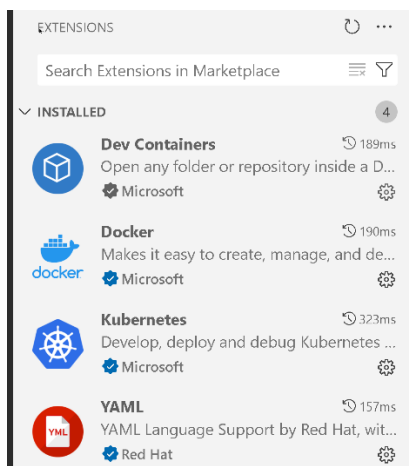 EXTENSIONS
Search Extensions in Marketplace
INSTALLED 4
Dev Containers 189ms
Open any folder or repository inside a D...
Microsoft
Docker 190ms
Makes it easy to create, manage, and de...
docker Microsoft
Kubernetes 323ms
Develop, deploy and debug Kubernetes ...
Microsoft
YAML 157ms
YML YAML Language Support by Red Hat, wit...
Red Hat